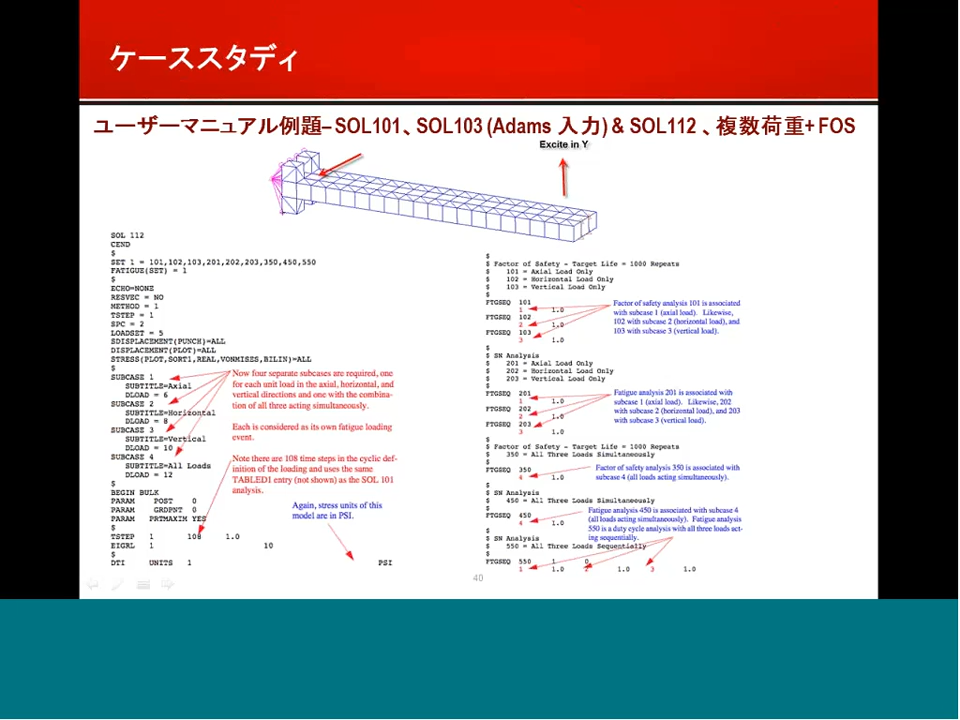 ケーススタディ
ユーザーマニュアル例題– SOL101、SOL103 (Adams 入力) & SOL112 、複数荷重+ FOS
Excite in Y
SOL 112
CEND
$
SET 1 = 101,102,103,201,202,203,350,450,550
FATIGUE(SET) = 1
$
ECHO=NONE
RESVEC = NO
METHOD = 1
TSTEP = 1
SPC = 2
LOADSET = 5
SDISPLACEMENT(PUNCH)=ALL
DISPLACEMENT(PLOT)=ALL
STRESS(PLOT,SORT1,REAL,VONMISES,BILIN)=ALL
$
SUBCASE 1
SUBTITLE=Axial
DLOAD = 6
SUBCASE 2
SUBTITLE=Horizontal
DLOAD = 8
SUBCASE 3
SUBTITLE=Vertical
DLOAD = 10
SUBCASE 4
SUBTITLE=All Loads
DLOAD = 12
$
BEGIN BULK
PARAM POST 0
PARAM GRDPNT 0
PARAM PRTMAXIM YES
$
TSTEP 1 108 1.0
EIGRL 1 10
$
DTI UNITS 1 PSI
Now four separate subcases are required, one
for each unit load in the axial, horizontal, and
vertical directions and one with the combina-
tion of all three acting simultaneously.
Each is considered as its own fatigue loading
event.
Note there are 108 time steps in the cyclic def-
inition of the loading and uses the same
TABLED1 entry (not shown) as the SOL 101
analysis.
Again, stress units of this
model are in PSI.
$
$ Factor of Safety - Target Life = 1000 Repeats
$ 101 = Axial Load Only
$ 102 = Horizontal Load Only
$ 103 = Vertical Load Only
$
FTGSEQ 101
1 1.0
FTGSEQ 102
2 1.0
FTGSEQ 103
3 1.0
$
$ SN Analysis
$ 201 = Axial Load Only
$ 202 = Horizontal Load Only
$ 203 = Vertical Load Only
$
FTGSEQ 201
1 1.0
FTGSEQ 202
2 1.0
FTGSEQ 203
3 1.0
$
$ Factor of Safety - Target Life = 1000 Repeats
$ 350 = All Three Loads Simultaneously
$
FTGSEQ 350
4 1.0
$
$ SN Analysis
$ 450 = All Three Loads Simultaneously
$
FTGSEQ 450
4 1.0
$
$ SN Analysis
$ 550 = All Three Loads Sequentially
$
FTGSEQ 550 1 0
1 1.0 2 1.0 3 1.0
Factor of safety analysis 101 is associated
with subcase 1 (axial load). Likewise,
102 with subcase 2 (horizontal load), and
103 with subcase 3 (vertical load).
Fatigue analysis 201 is associated with
subcase 1 (axial load). Likewise, 202
with subcase 2 (horizontal load), and 203
with subcase 3 (vertical load).
Factor of safety analysis 350 is associated with
subcase 4 (all loads acting simultaneously).
Fatigue analysis 450 is associated with subcase 4
(all loads acting simultaneously). Fatigue analysis
550 is a duty cycle analysis with all three loads act-
ing sequentially.
40